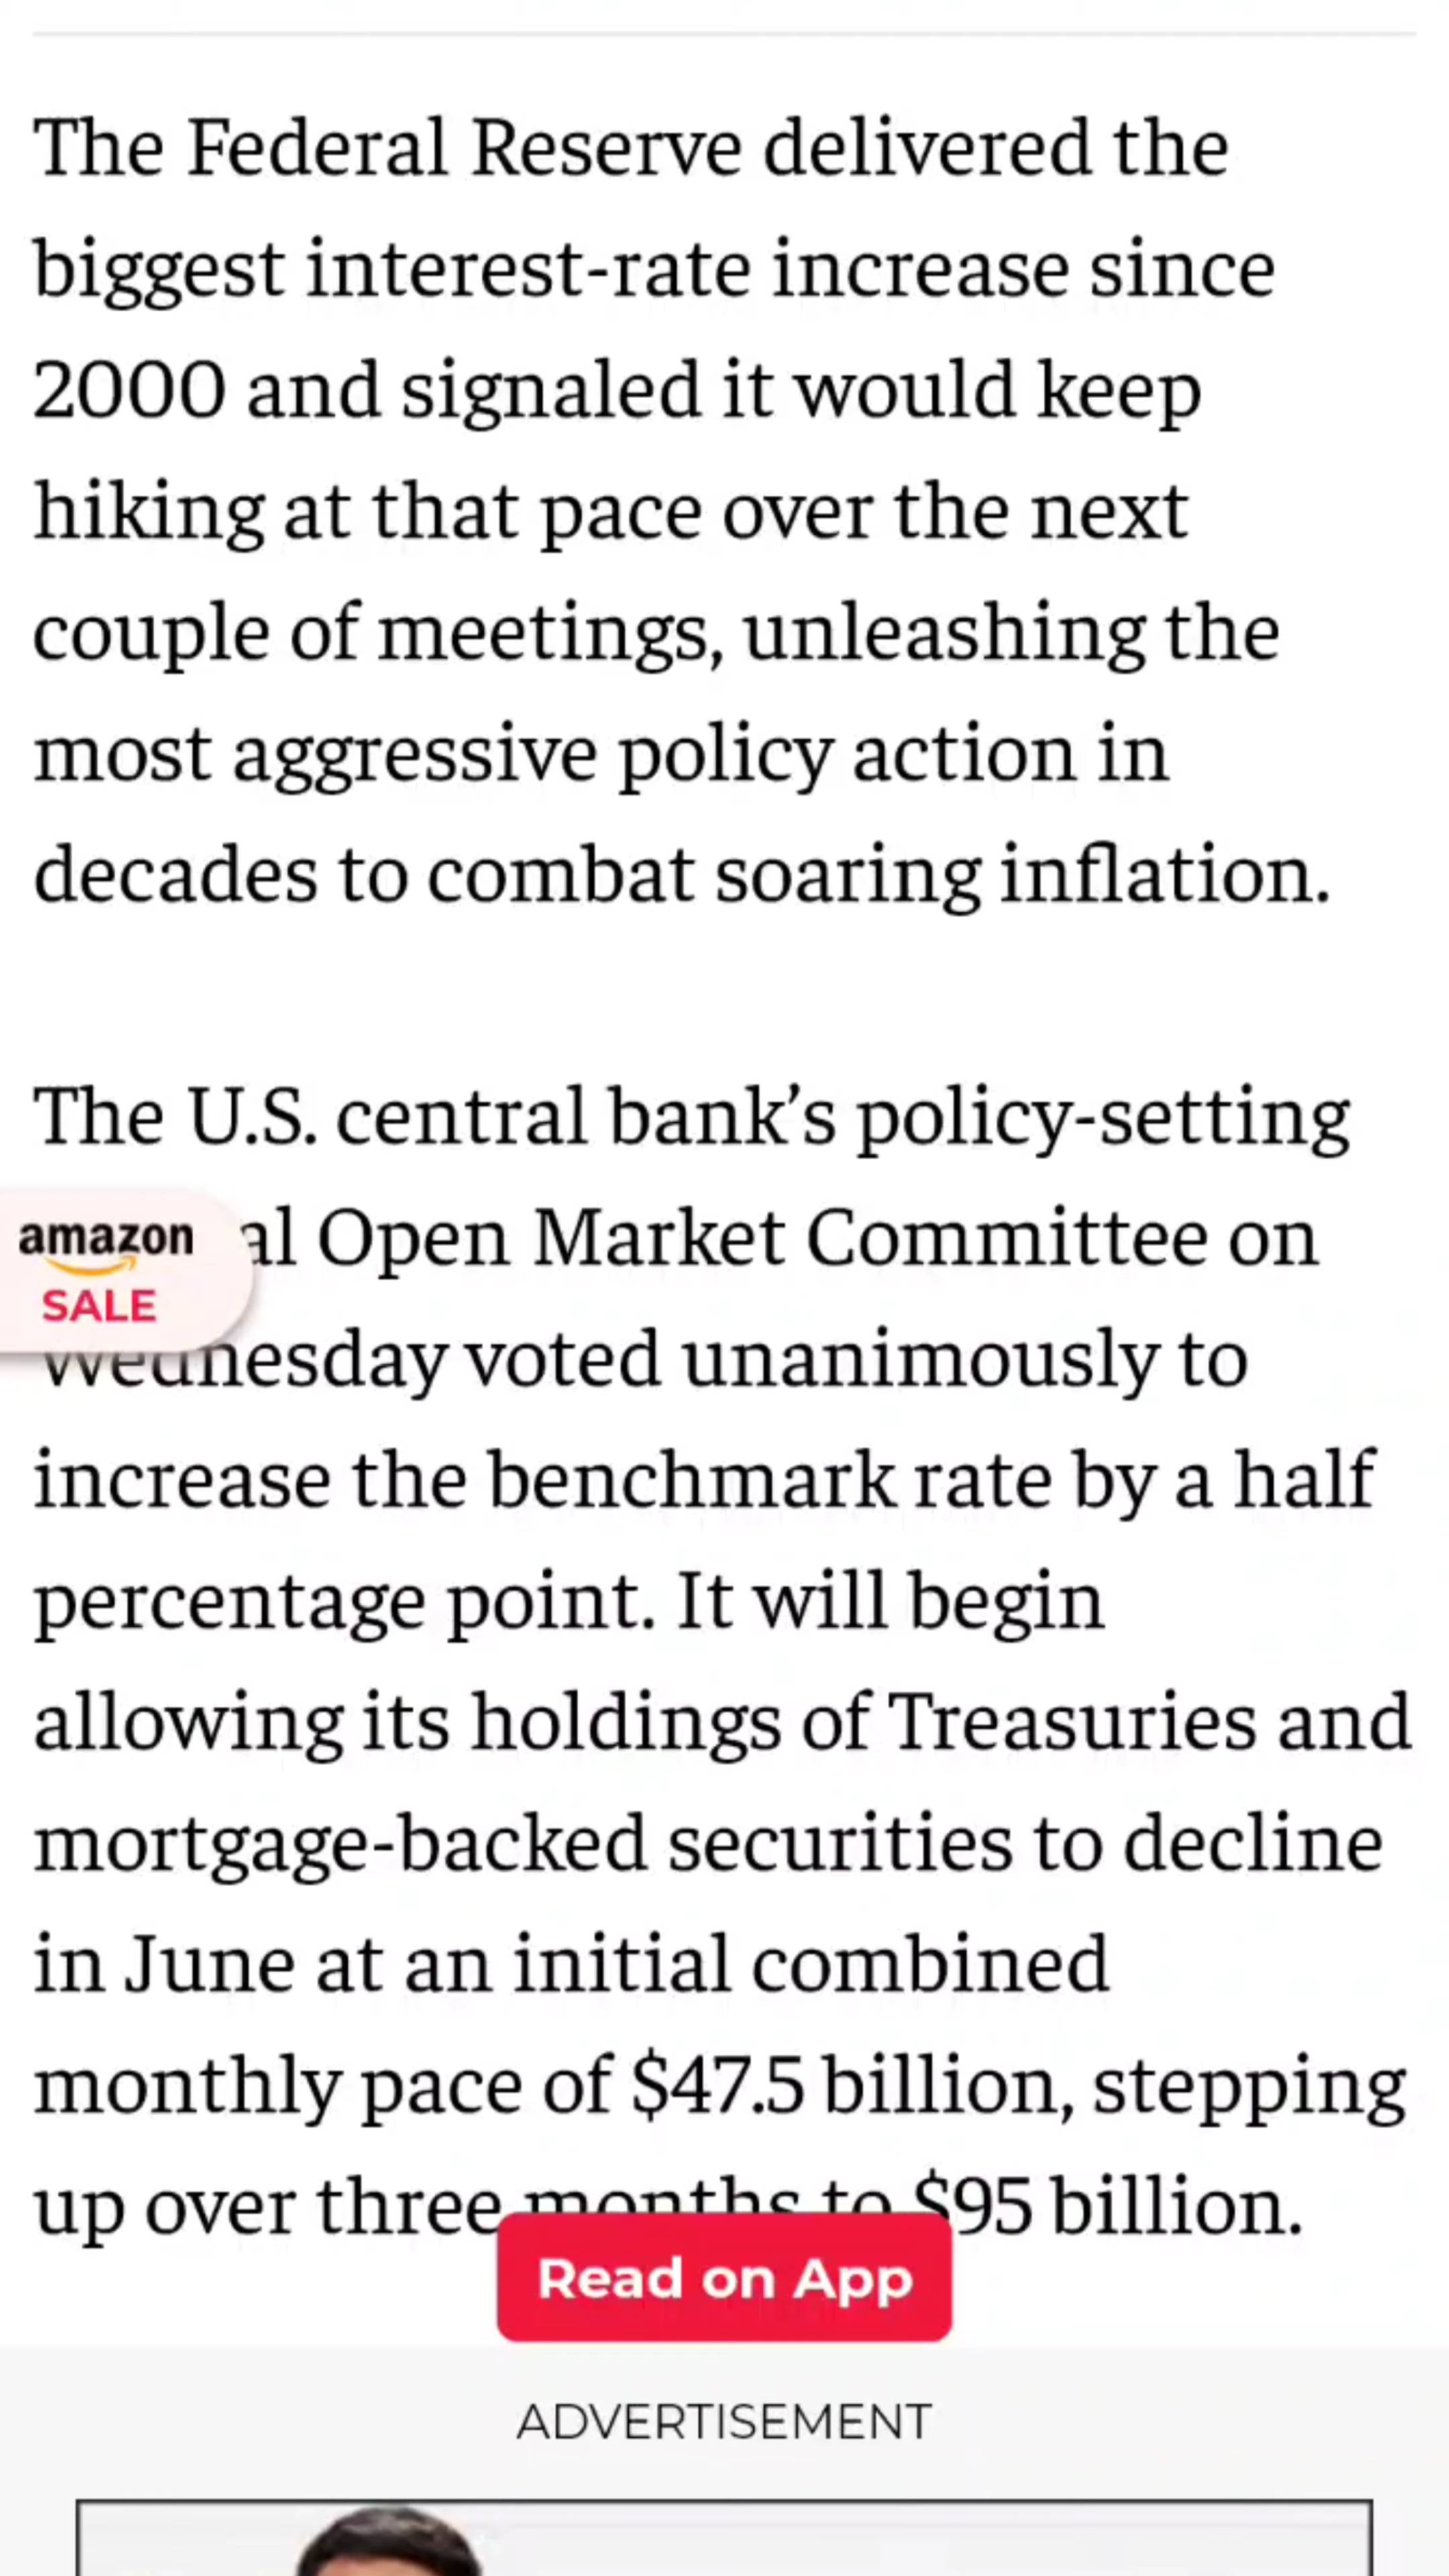 The Federal Reserve delivered the
biggest interest-rate increase since
2000 and signaled it would keep
hiking at that pace over the next
couple of meetings, unleashing the
most aggressive policy action in
decades to combat soaring inflation.
The U.S. central bank’s policy-setting
amazon
SALE
al Open Market Committee on
Wednesday voted unanimously to
increase the benchmark rate by a half
percentage point. It will begin
allowing its holdings of Treasuries and
mortgage-backed securities to decline
in June at an initial combined
monthly pace of $47.5 billion, stepping
up over three months to $95 billion.
Read on App
ADVERTISEMENT